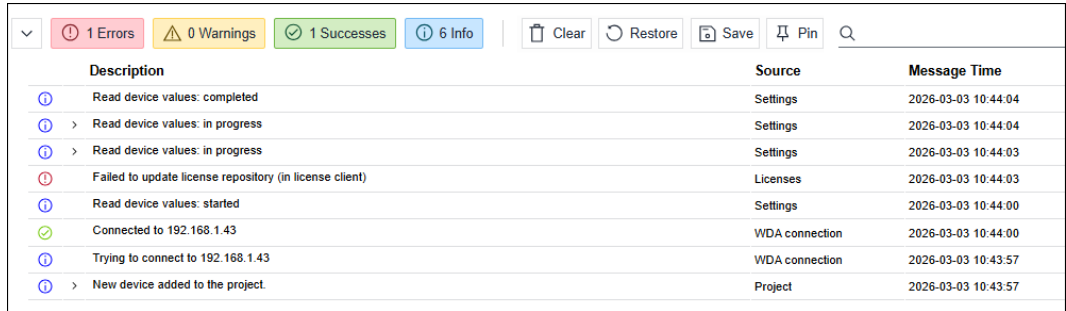 1 Errors 0 Warnings 1 Successes 6 Info Clear Restore Save Pin
Description Source Message Time
Read device values: completed Settings 2026-03-03 10:44:04
Read device values: in progress Settings 2026-03-03 10:44:04
Read device values: in progress Settings 2026-03-03 10:44:03
Failed to update license repository (in license client) Licenses 2026-03-03 10:44:03
Read device values: started Settings 2026-03-03 10:44:00
Connected to 192.168.1.43 WDA connection 2026-03-03 10:44:00
Trying to connect to 192.168.1.43 WDA connection 2026-03-03 10:43:57
New device added to the project. Project 2026-03-03 10:43:57